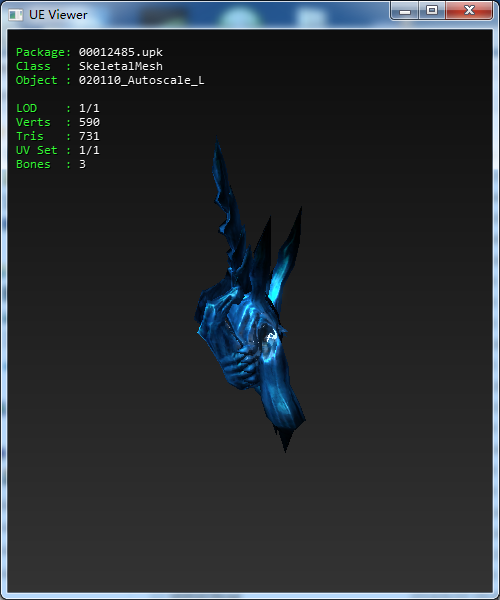 UE Viewer
Package: 00012485.upk
Class : SkeletalMesh
Object : 020110_Autoscale_L
LOD : 1/1
Verts : 590
Tris : 731
UV Set : 1/1
Bones : 3